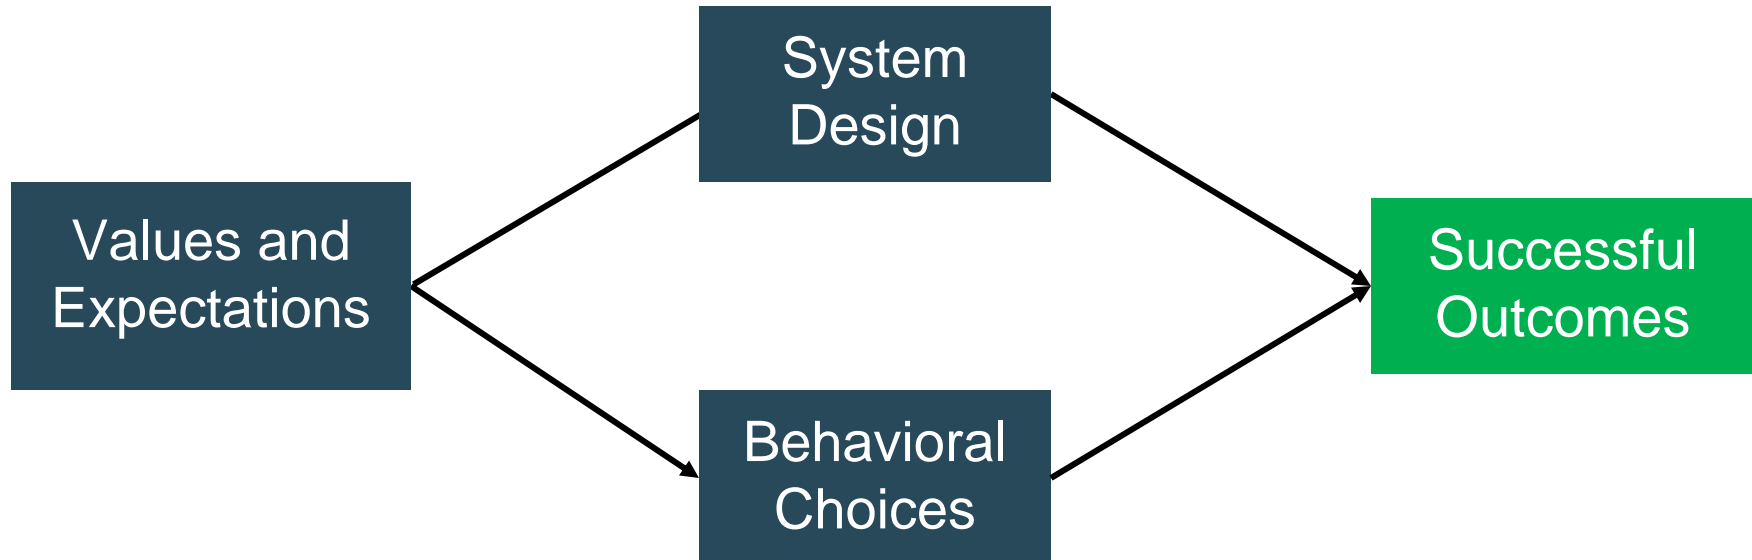 System
Design
Values and
Expectations
Successful
Outcomes
Behavioral
Choices